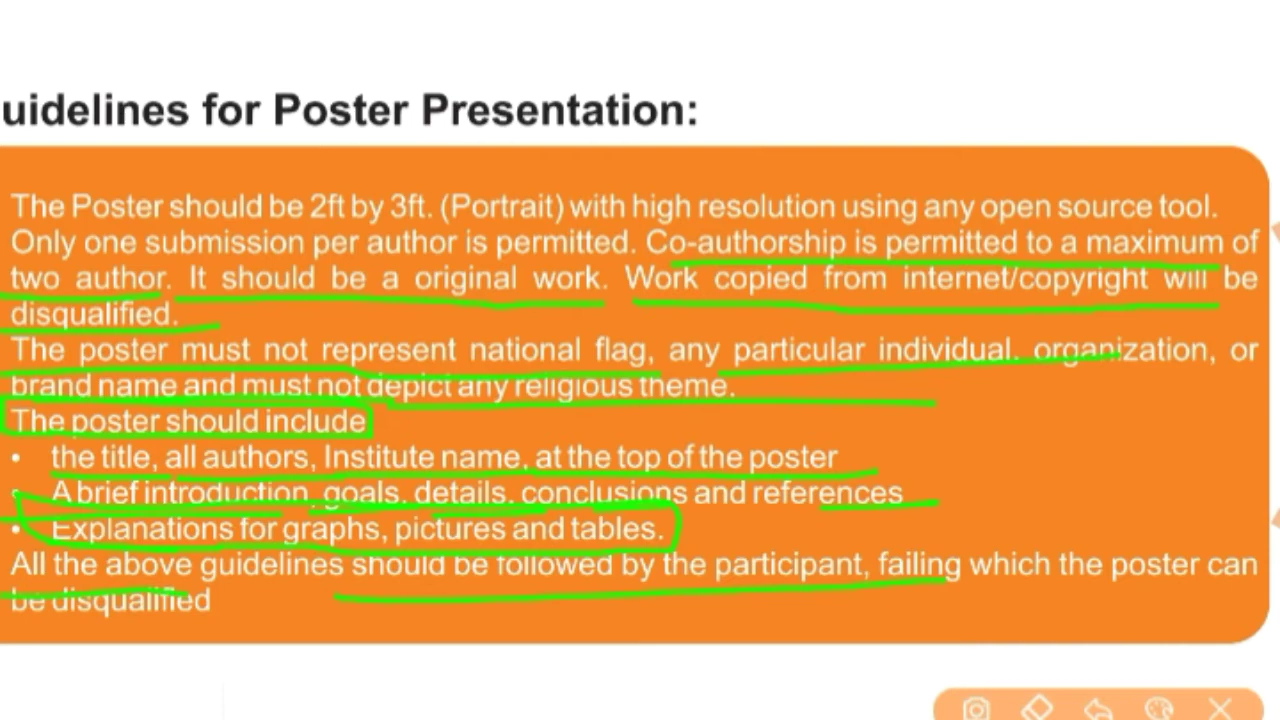 uidelines for Poster Presentation:
The Poster should be 2ft by 3ft. (Portrait) with high resolution using any open source tool.
Only one submission per author is permitted. Co-authorship is permitted to a maximum of
two author. It should be a original work. Work copied from internet/copyright will be
disqualified.
The poster must not represent national flag, any particular individual, organization, or
brand name and must not depict any religious theme.
The poster should include
• the title, all authors, Institute name, at the top of the poster
• A brief introduction, goals, details, conclusions and references
• Explanations for graphs, pictures and tables.
All the above guidelines should be followed by the participant, failing which the poster can
be disqualified